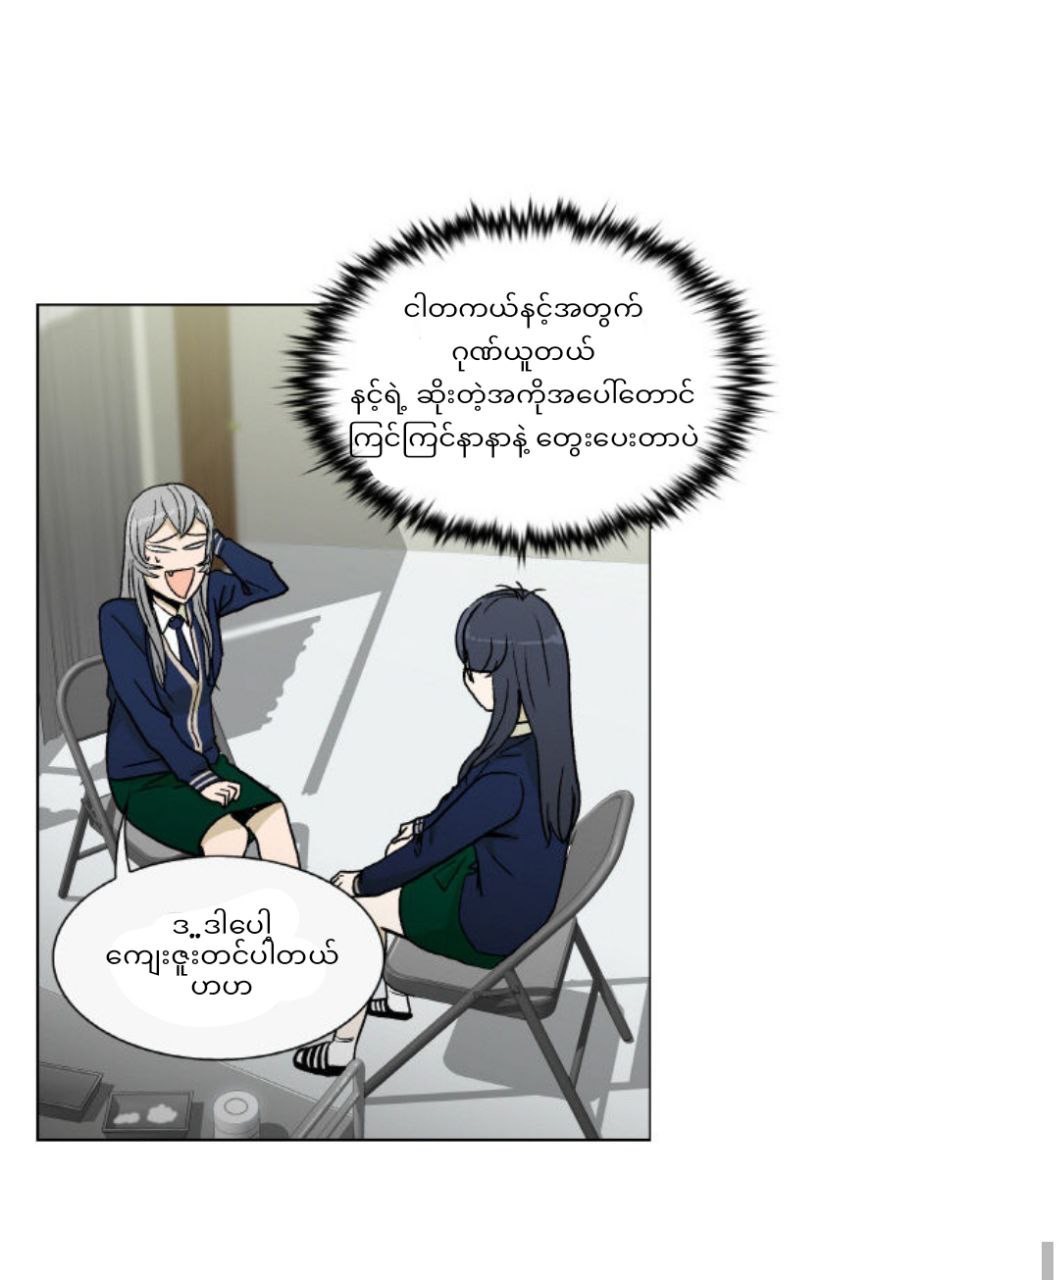 ငါတကယ်နင့်အတွက်
ဂုဏ်ယူတယ်
နင့်ရဲ့ ဆိုးတဲ့အကိုအပေါ်တောင်
ကြင်ကြင်နာနာနဲ့ တွေးပေးတာပဲ
ဒ..ဒါပေါ့
ကျေးဇူးတင်ပါတယ်
ဟာဟာ